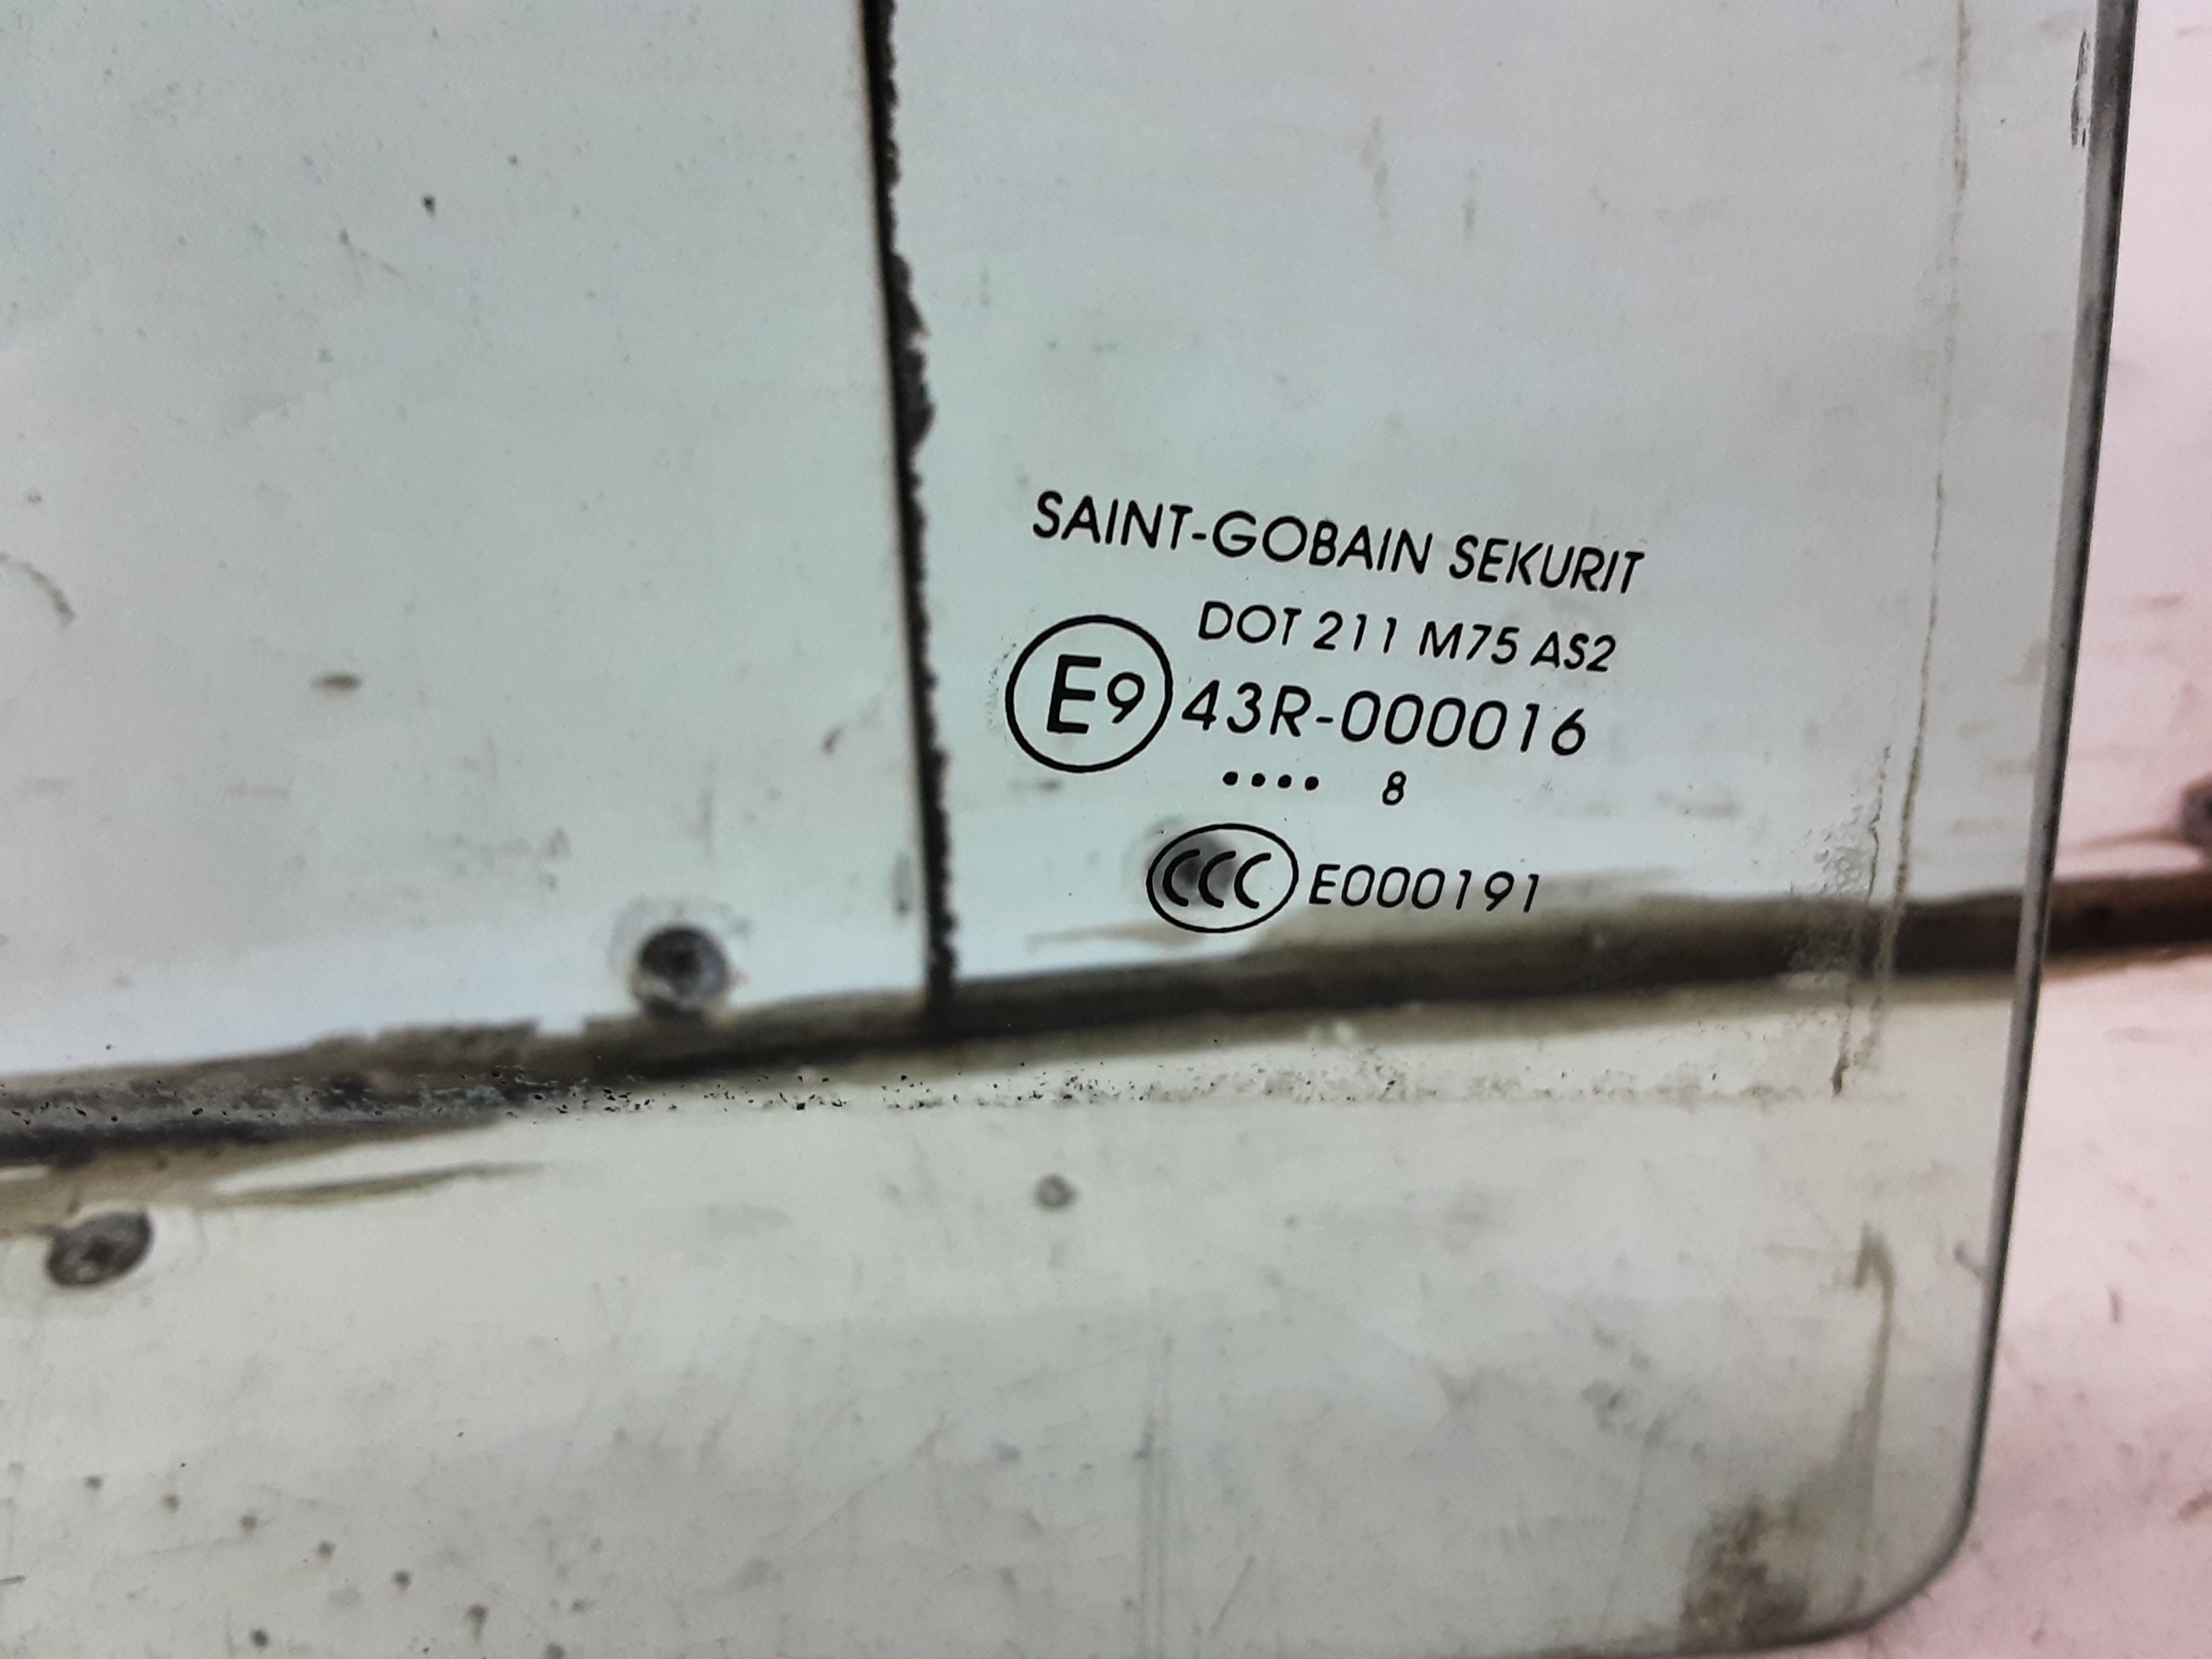 SAINT-GOBAIN SEKURIT
DOT 211 M75 AS2
E9 43R-000016
•••• 8
CCC E000191